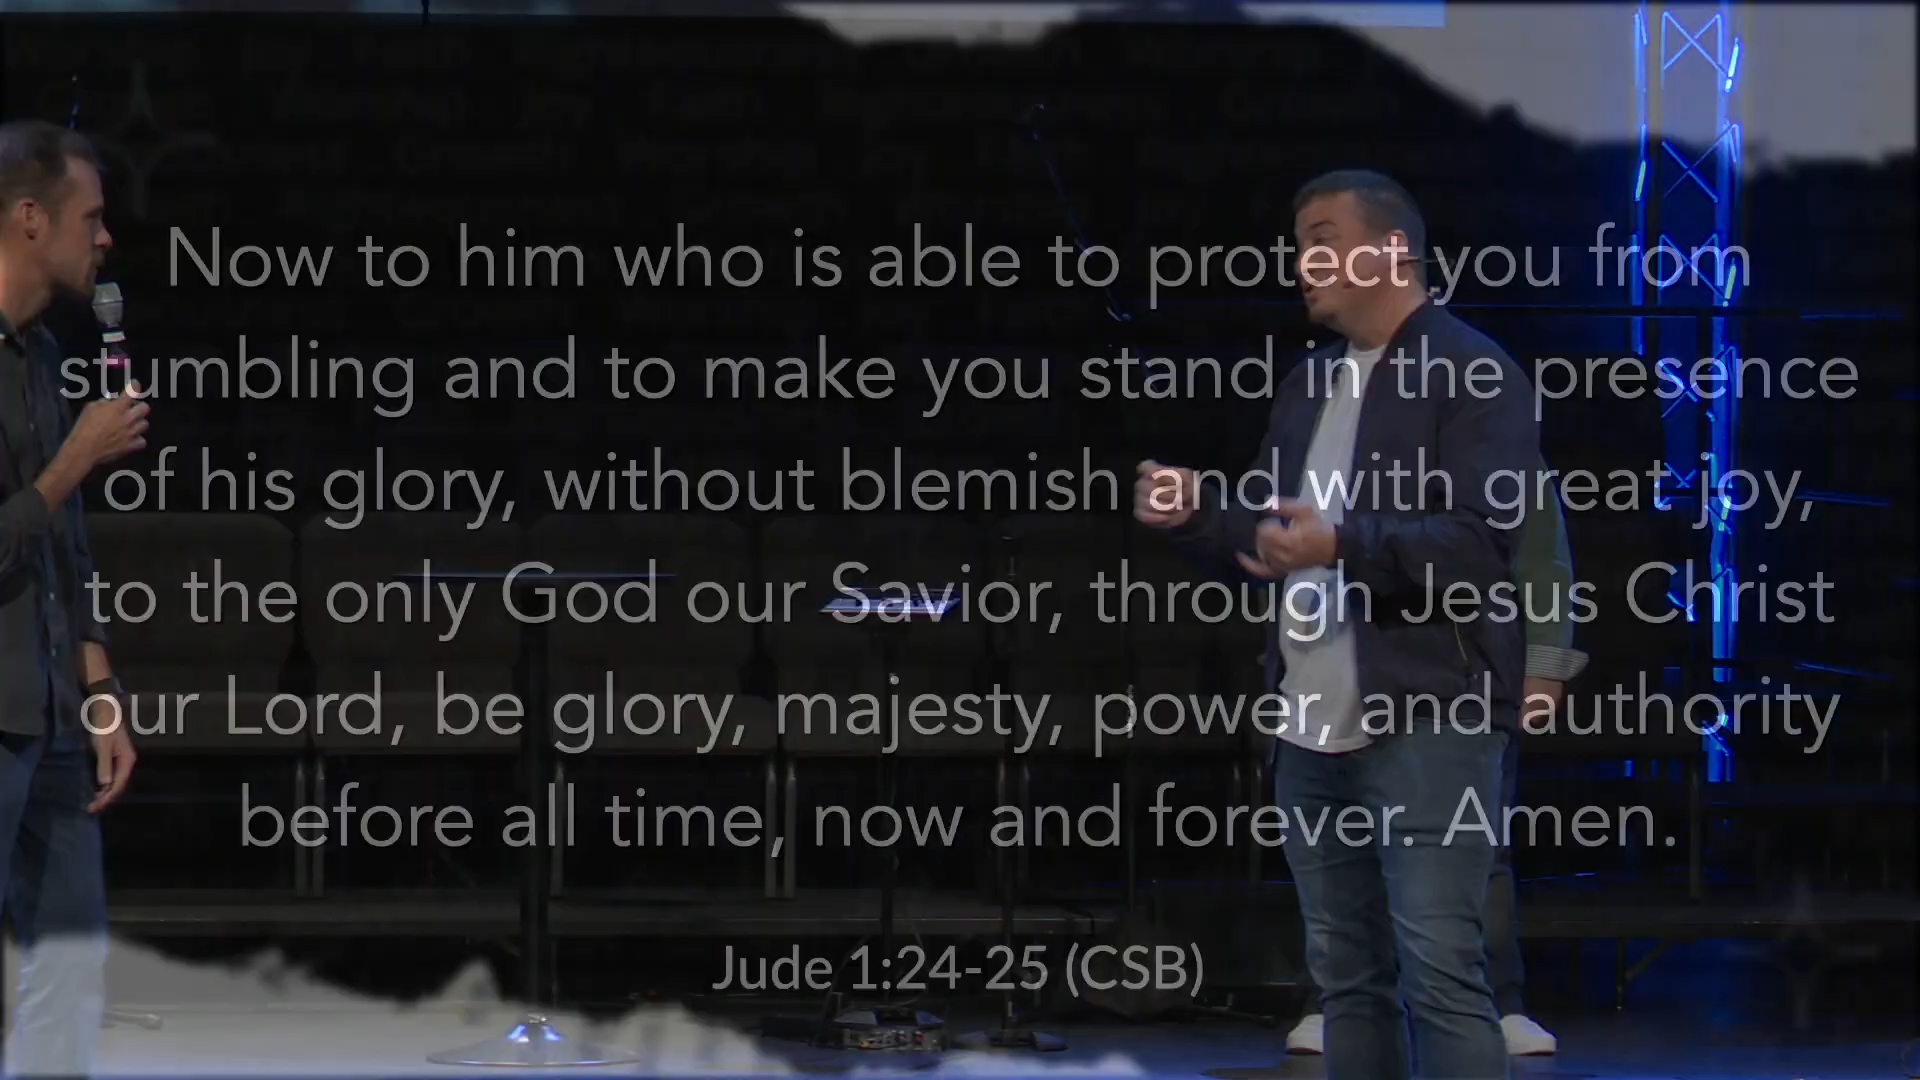 Now to him who is able to protect you from
stumbling and to make you stand in the presence
of his glory, without blemish and with great joy,
to the only God our Savior, through Jesus Christ
our Lord, be glory, majesty, power, and authority
before all time, now and forever. Amen.
Jude 1:24-25 (CSB)